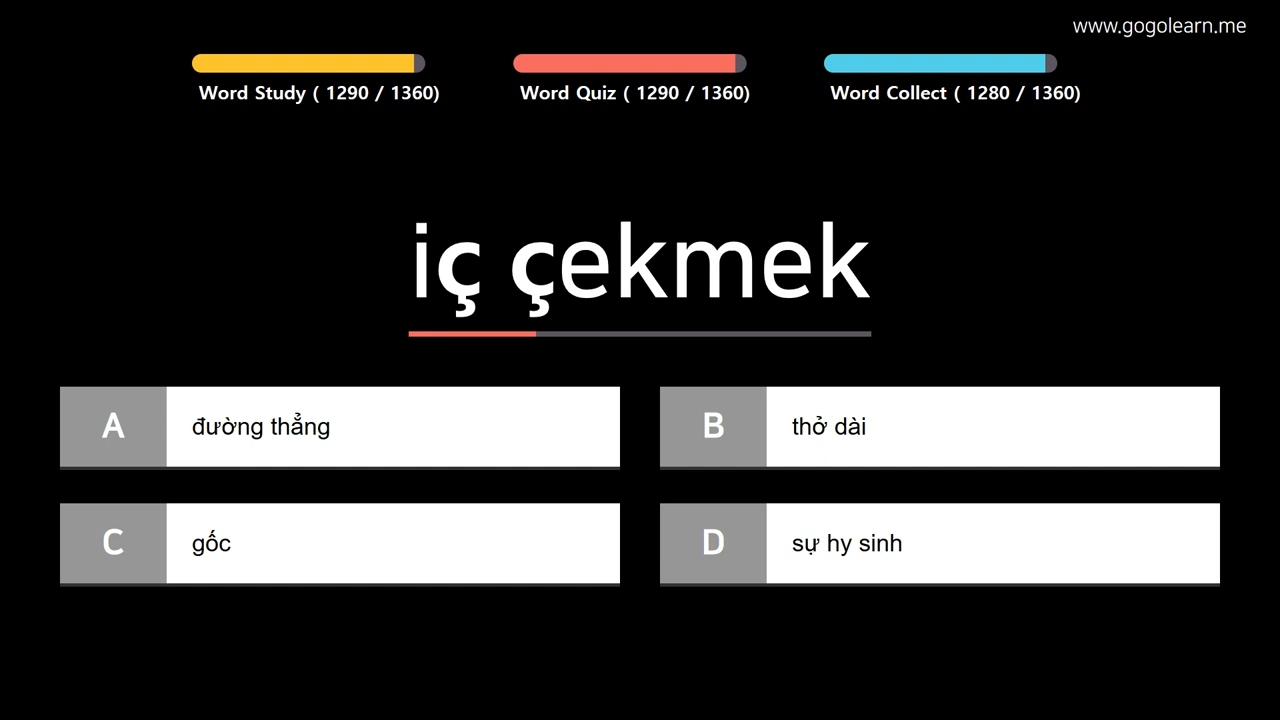 www.gogolearn.me
Word Study ( 1290 / 1360)
Word Quiz ( 1290 / 1360)
Word Collect ( 1280 / 1360)
iç çekmek
A đường thẳng
B thở dài
C gốc
D sự hy sinh